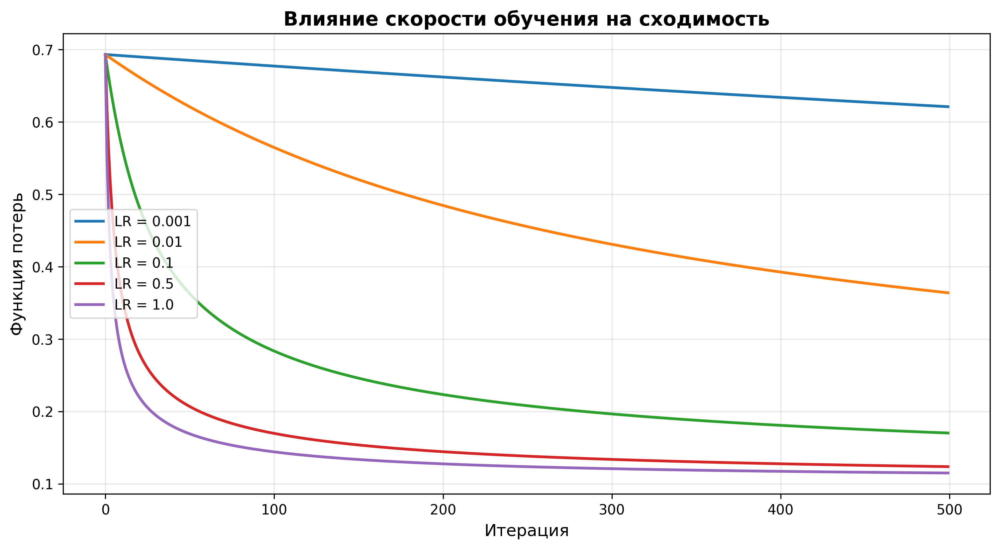 Влияние скорости обучения на сходимость
Функция потерь
0.7
0.6
0.5
0.4
0.3
0.2
0.1
LR = 0.001
LR = 0.01
LR = 0.1
LR = 0.5
LR = 1.0
0 100 200 300 400 500
Итерация